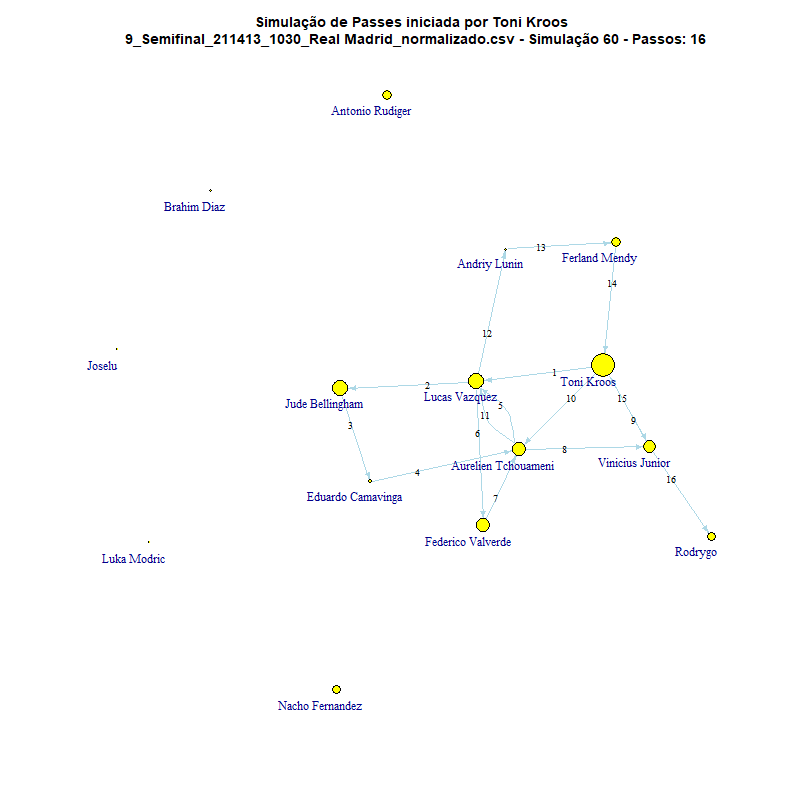 Simulação de Passes iniciada por Toni Kroos
9_Semifinal_211413_1030_Real Madrid_normalizado.csv - Simulação 60 - Passos: 16
Antonio Rudiger
Brahim Diaz
13
Andriy Lunin
Ferland Mendy
14
12
Joselu
1
Toni Kroos
2
Lucas Vazquez
Jude Bellingham
10
15
5
11
9
3
6
8
Aurelien Tchouameni
Vinicius Junior
4
16
Eduardo Camavinga
7
Federico Valverde
Rodrygo
Luka Modric
Nacho Fernandez